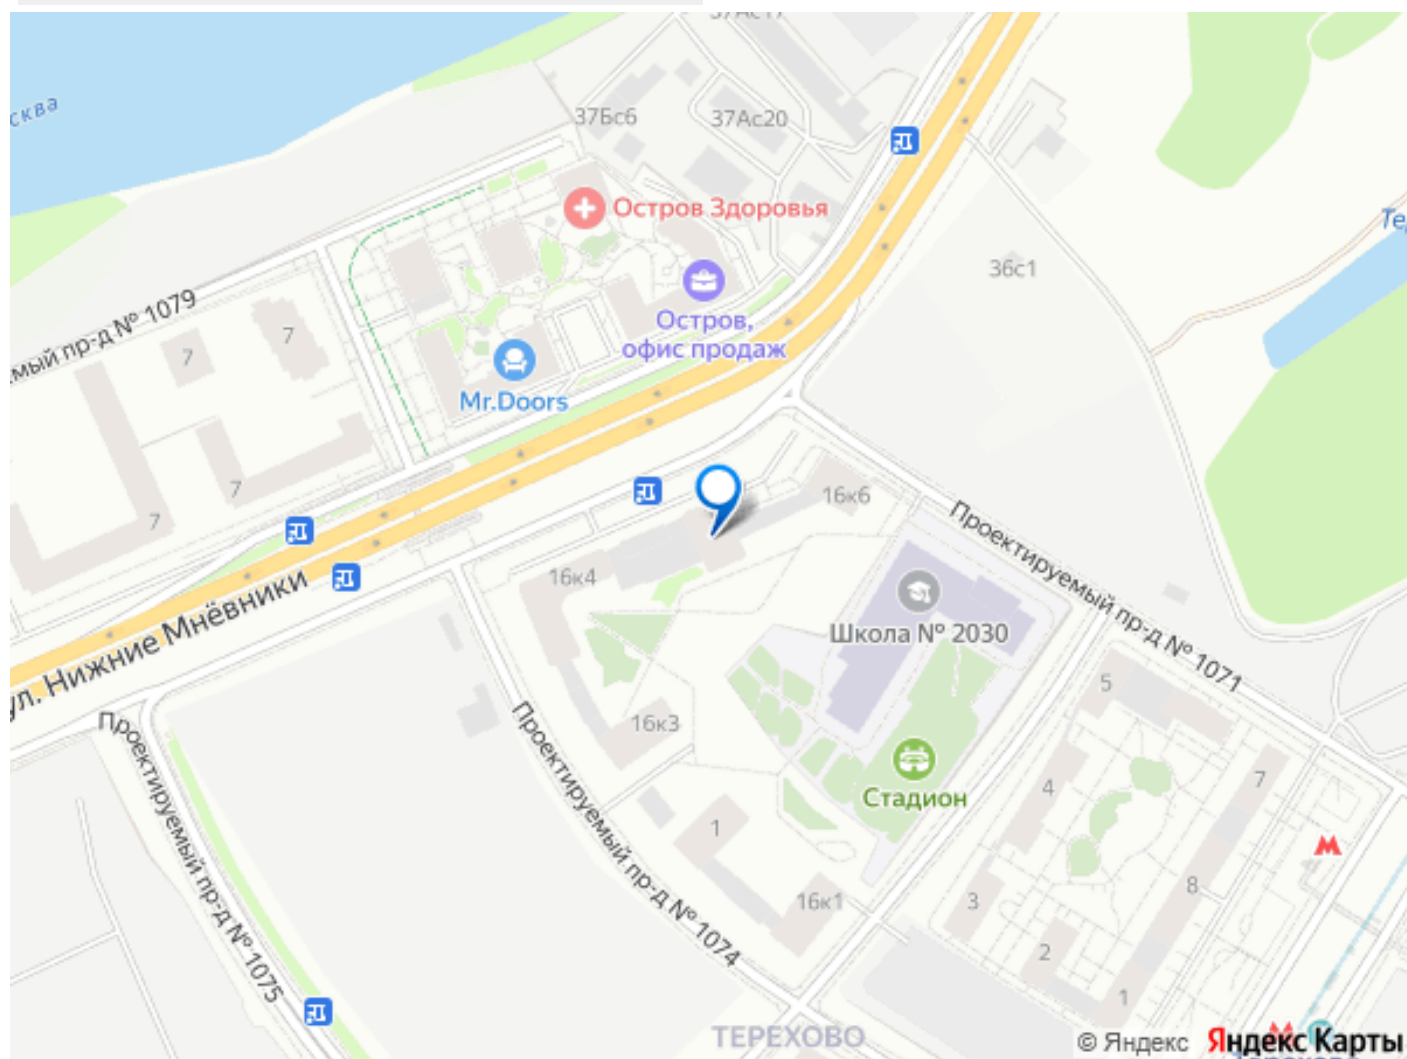 37Бс6
37Ас20
Остров Здоровья
36с1
Остров,
офис продаж
пр-д № 1079
7
7
Mr.Doors
7
7
16к6
Проектируемый пр-д № 1071
16к4
ул. Нижние Мнёвники
Школа № 2030
16к3
5
4
7
Стадион
1
8
3
16к1
2
1
Проектируемый пр-д № 1074
Проектируемый пр-д № 1075
ТЕРЕХОВО
© Яндекс Яндекс Карты